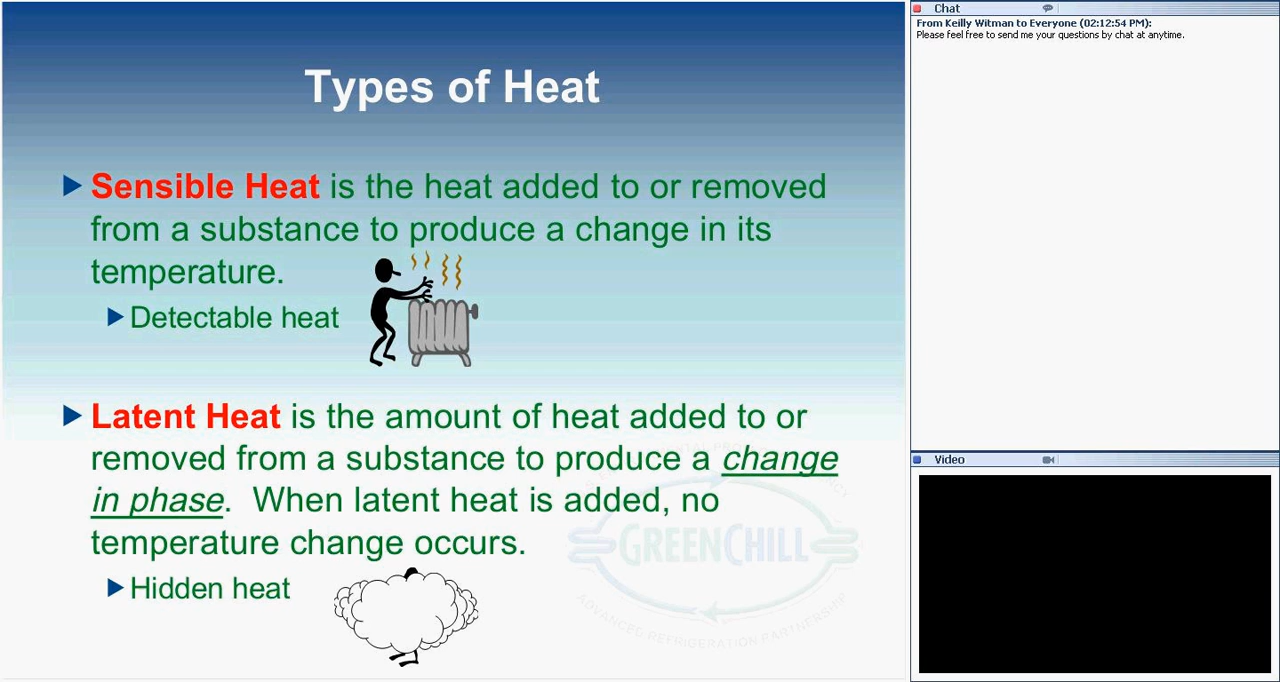 Types of Heat
Sensible Heat is the heat added to or removed
from a substance to produce a change in its
temperature.
Detectable heat
Latent Heat is the amount of heat added to or
removed from a substance to produce a change
in phase. When latent heat is added, no
temperature change occurs.
Hidden heat
GREENCHILL
ADVANCED REFRIGERATION PARTNERSHIP
Chat
From Keilly Witman to Everyone (02:12:54 PM):
Please feel free to send me your questions by chat at anytime.
Video